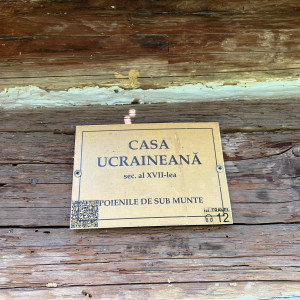 CASA
UCRAINEANĂ
sec. al XVII-lea
POIENILE DE SUB MUNTE
12